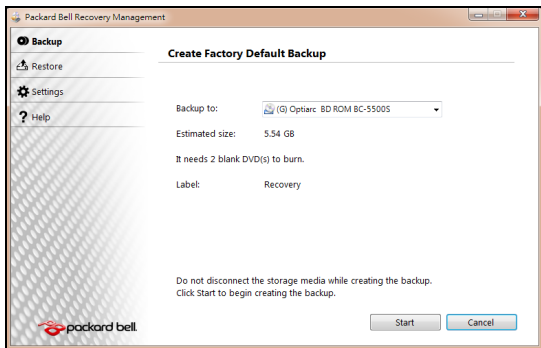 Packard Bell Recovery Management
Backup
Restore
Settings
Help
Create Factory Default Backup
Backup to: (G) Optiarc BD ROM BC-5500S
Estimated size: 5.54 GB
It needs 2 blank DVD(s) to burn.
Label: Recovery
Do not disconnect the storage media while creating the backup.
Click Start to begin creating the backup.
Start Cancel
packard bell.